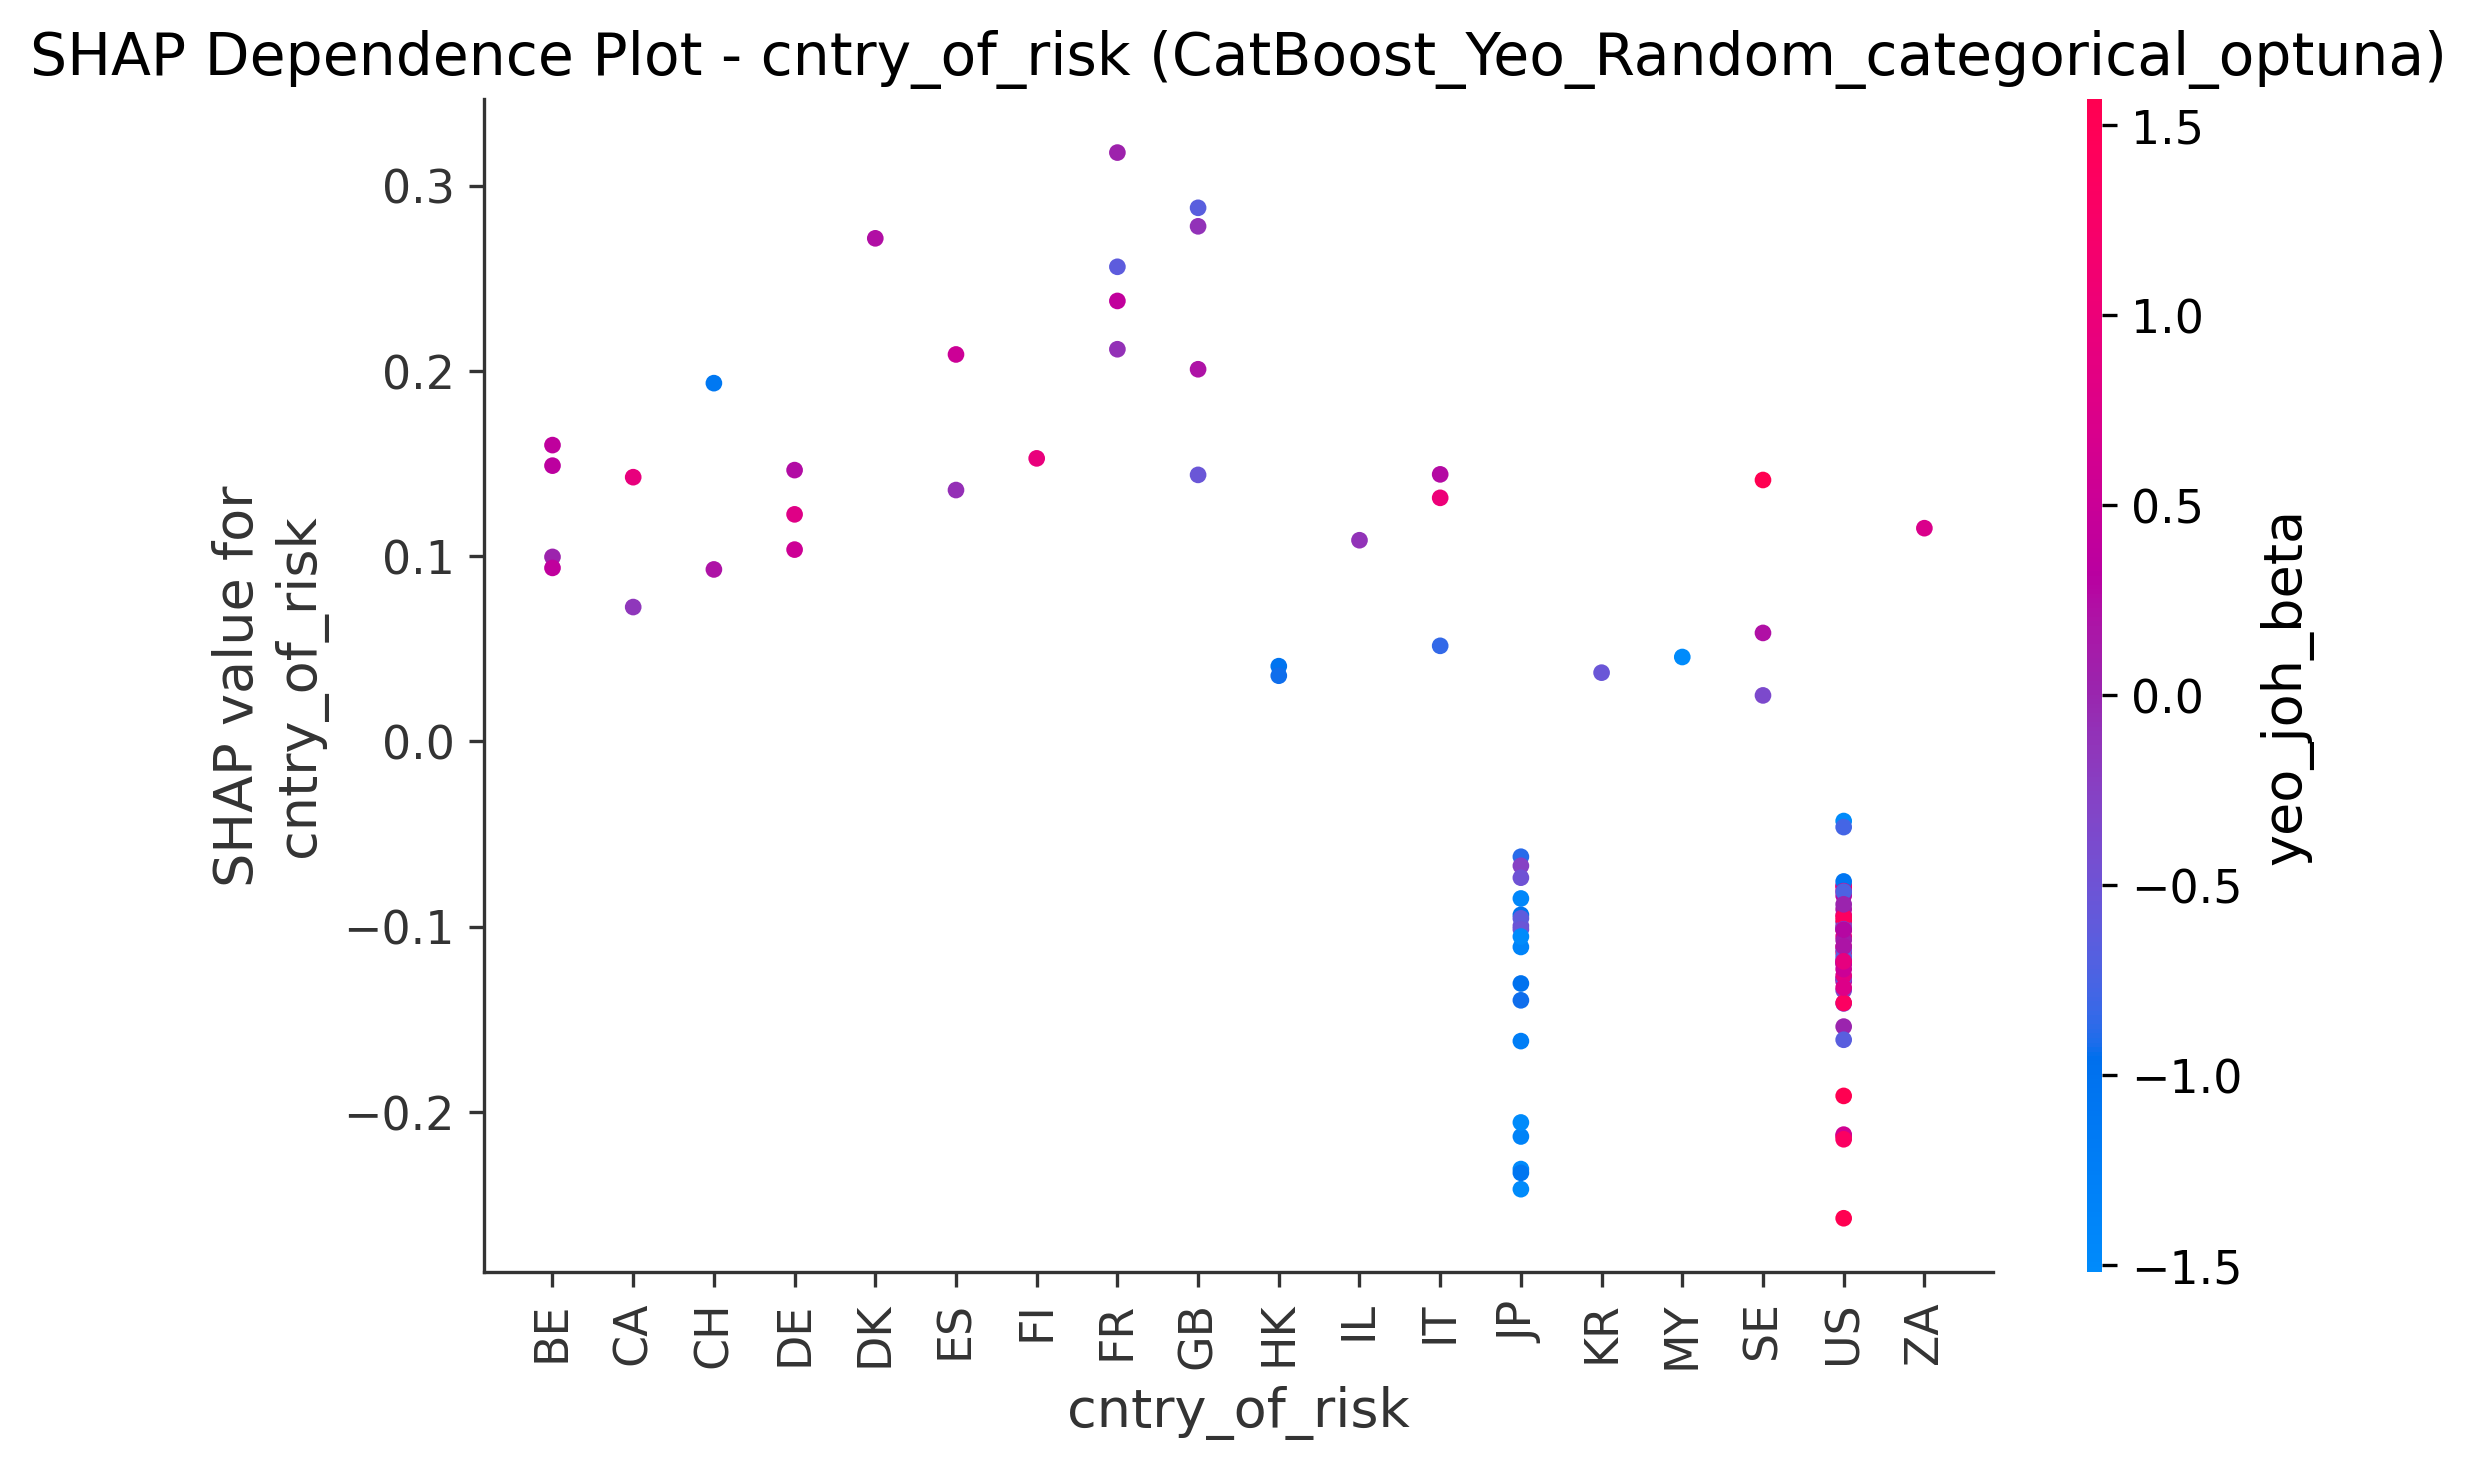 SHAP Dependence Plot - cntry_of_risk (CatBoost_Yeo_Random_categorical_optuna)
SHAP value for
cntry_of_risk
0.3
0.2
0.1
0.0
−0.1
−0.2
BE
CA
CH
DE
DK
ES
FI
FR
GB
HK
IL
IT
JP
KR
MY
SE
US
ZA
cntry_of_risk
1.5
1.0
0.5
0.0
−0.5
−1.0
−1.5
yeo_joh_beta